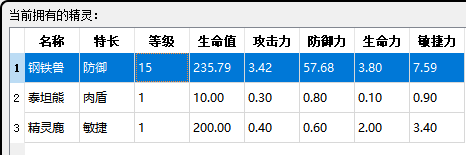 当前拥有的精灵：
名称 特长 等级 生命值 攻击力 防御力 生命力 敏捷力
1 钢铁兽 防御 15 235.79 3.42 57.68 3.80 7.59
2 泰坦熊 肉盾 1 10.00 0.30 0.80 0.10 0.90
3 精灵鹿 敏捷 1 200.00 0.40 0.60 2.00 3.40